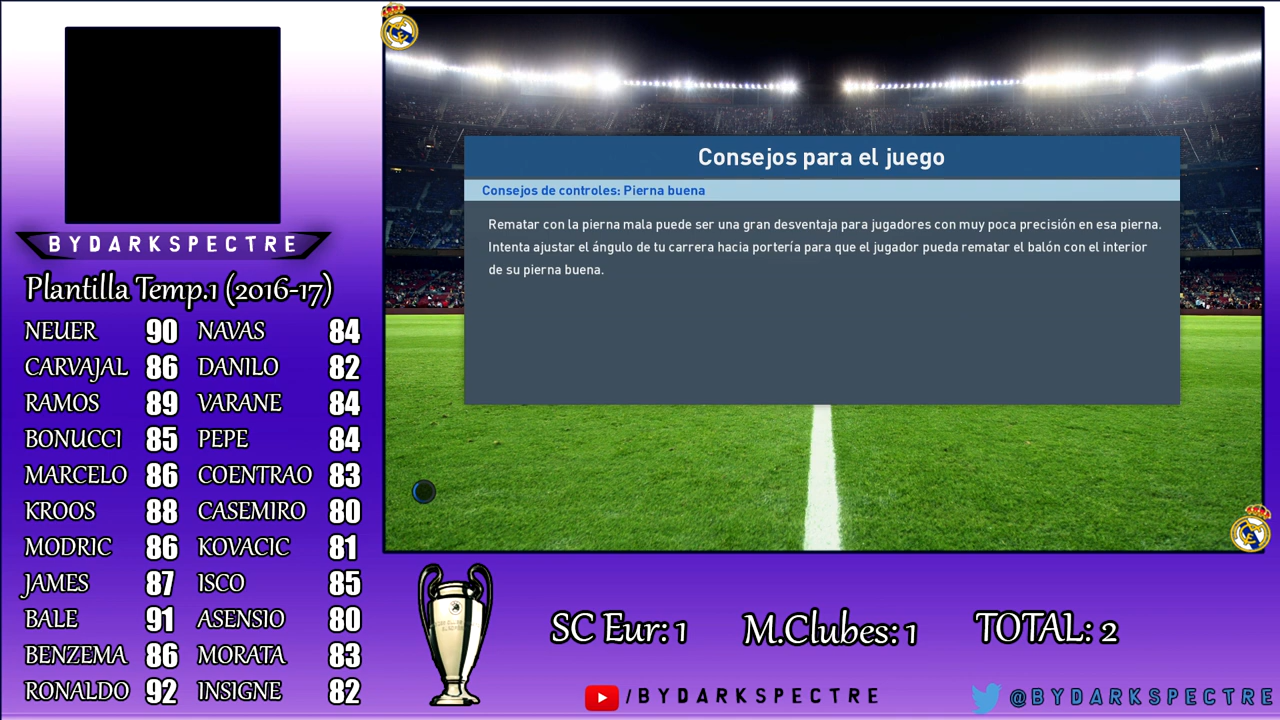 BYDARKSPECTRE
Plantilla Temp.1 (2016-17)
NEUER 90 NAVAS 84
CARVAJAL 86 DANILO 82
RAMOS 89 VARANE 84
BONUCCI 85 PEPE 84
MARCELO 86 COENTRAO 83
KROOS 88 CASEMIRO 80
MODRIC 86 KOVACIC 81
JAMES 87 ISCO 85
BALE 91 ASENSIO 80
BENZEMA 86 MORATA 83
RONALDO 92 INSIGNE 82
Consejos para el juego
Consejos de controles: Pierna buena
Rematar con la pierna mala puede ser una gran desventaja para jugadores con muy poca precisión en esa pierna.
Intenta ajustar el ángulo de tu carrera hacia portería para que el jugador pueda rematar el balón con el interior
de su pierna buena.
SC Eur: 1 M.Clubes: 1 TOTAL: 2
/BYDARKSPECTRE @BYDARKSPECTRE